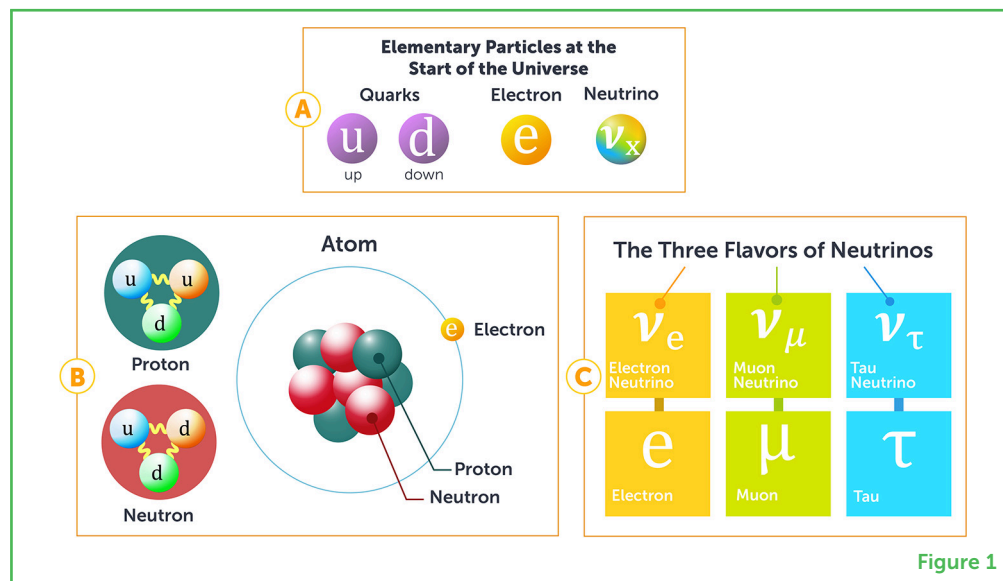 Elementary Particles at the
Start of the Universe
Quarks
Electron
Neutrino
A
u
d
e
νx
up
down
B
Atom
u
u
d
Proton
u
d
d
Neutron
e
Electron
Proton
Neutron
C
The Three Flavors of Neutrinos
νe
Electron
Neutrino
νμ
Muon
Neutrino
ντ
Tau
Neutrino
e
Electron
μ
Muon
τ
Tau
Figure 1